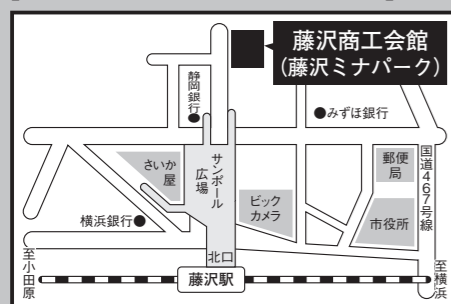 藤沢商工会館
(藤沢ミナパーク)
静岡銀行
みずほ銀行
サンパール
広場
さいか
屋
ビック
カメラ
郵便
局
市役所
国道467号線
横浜銀行
北口
藤沢駅
至小田原
至横浜